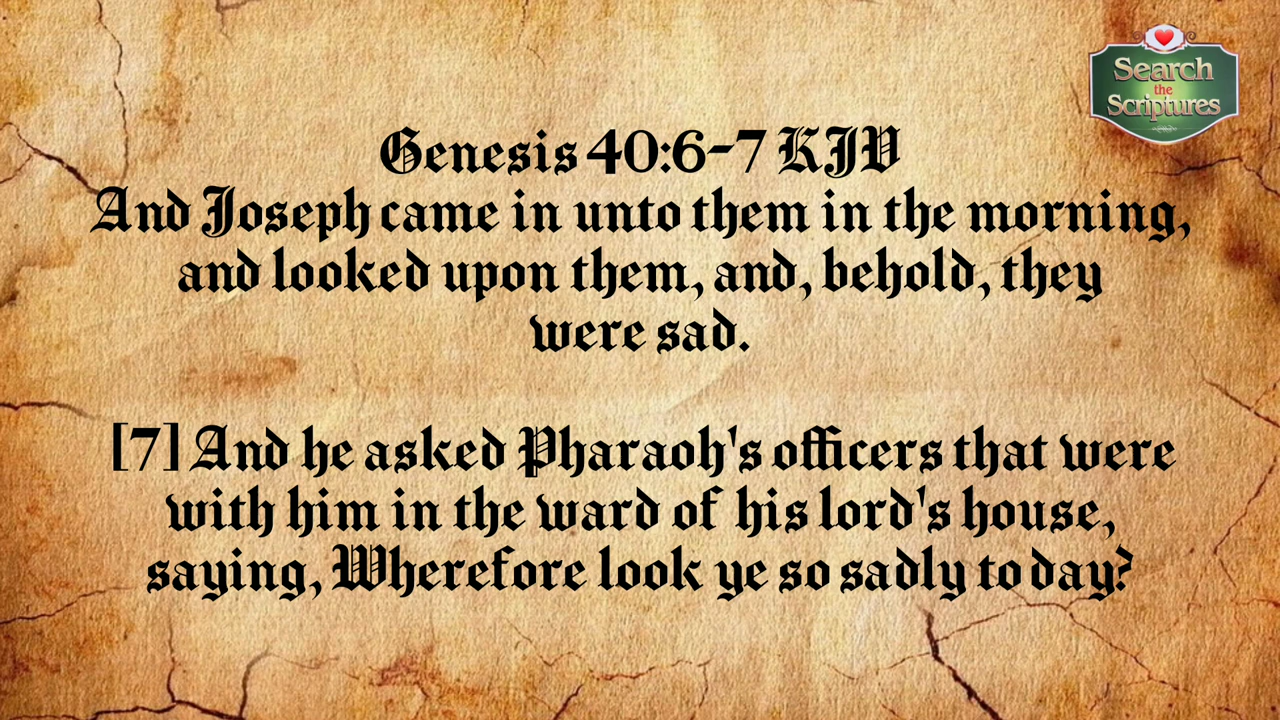 Search
the
Scriptures
Genesis 40:6-7 KJV
And Joseph came in unto them in the morning,
and looked upon them, and, behold, they
were sad.
[7] And he asked Pharaoh's officers that were
with him in the ward of his lord's house,
saying, Wherefore look ye so sadly to day?